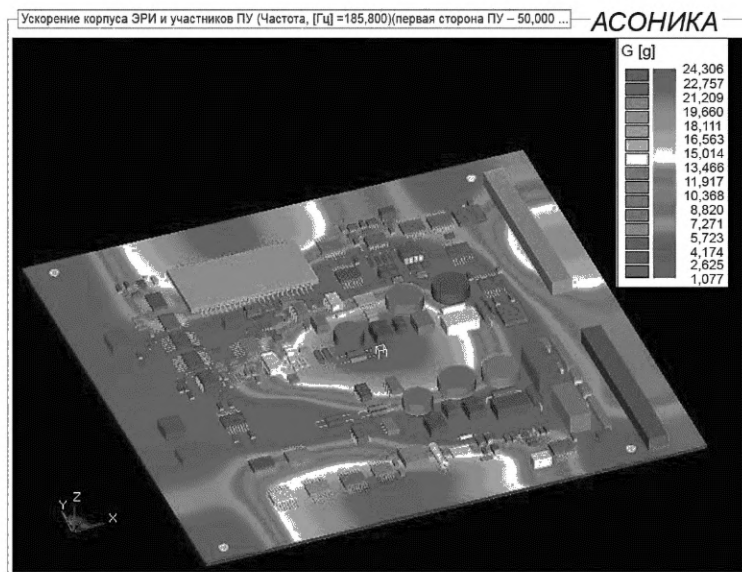 Ускорение корпуса ЭРИ и участников ПУ (Частота, [Гц] =185,800)(первая сторона ПУ – 50,000 ...
АСОНИКА
G [g]
24,306
22,757
21,209
19,660
18,111
16,563
15,014
13,466
11,917
10,368
8,820
7,271
5,723
4,174
2,625
1,077
Z
Y
X